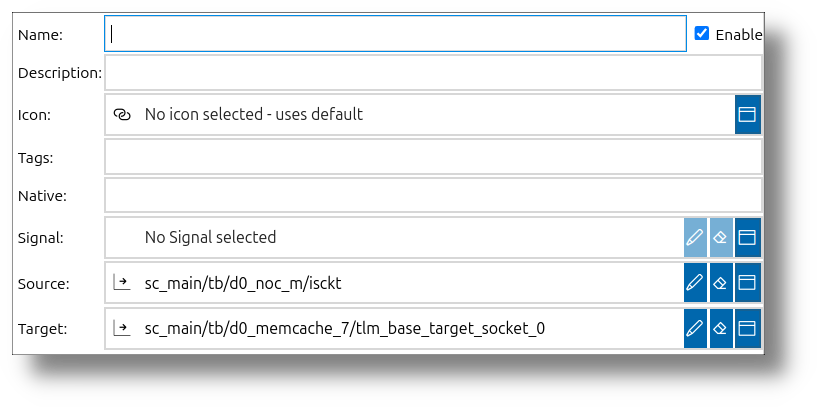 Name:
Enable
Description:
Icon:
No icon selected - uses default
Tags:
Native:
Signal:
No Signal selected
Source:
sc_main/tb/d0_noc_m/isckt
Target:
sc_main/tb/d0_memcache_7/tlm_base_target_socket_0